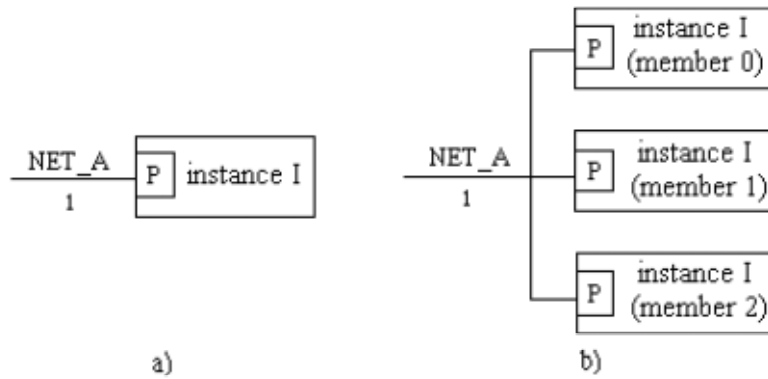 NET_A
1
P
instance I
a)
NET_A
1
P
instance I
(member 0)
P
instance I
(member 1)
P
instance I
(member 2)
b)